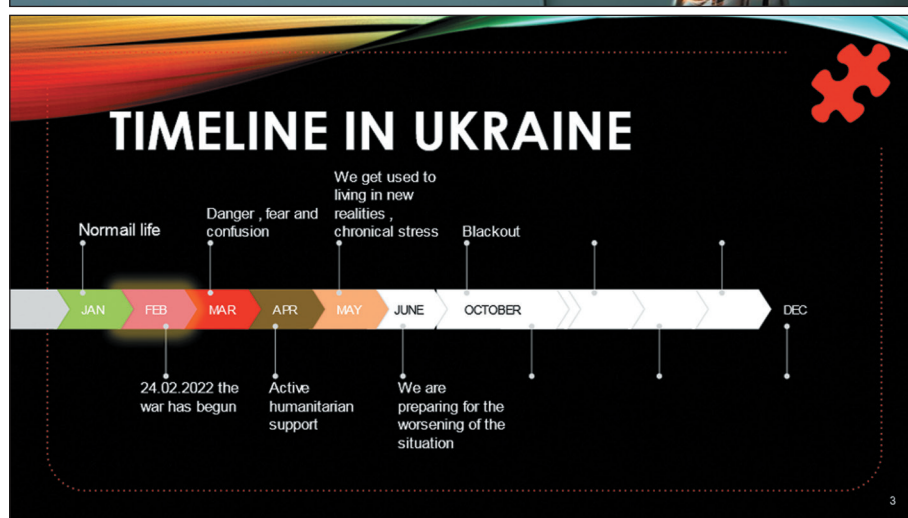 TIMELINE IN UKRAINE
We get used to
living in new
realities ,
chronical stress
Danger , fear and
confusion
Normail life
Blackout
JAN
FEB
MAR
APR
MAY
JUNE
OCTOBER
DEC
24.02.2022 the
war has begun
Active
humanitarian
support
We are
preparing for the
worsening of the
situation
3